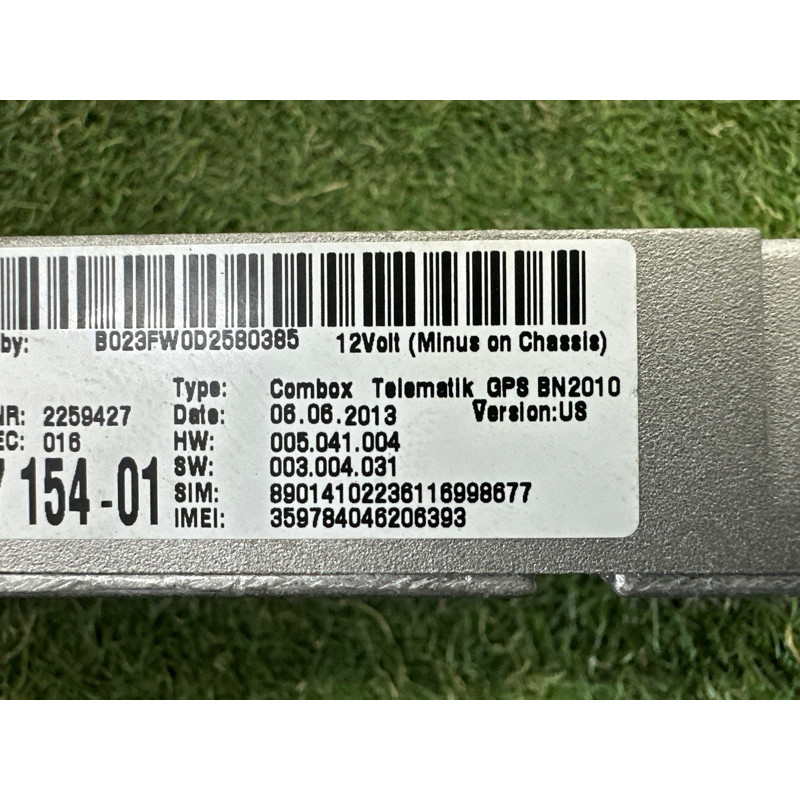 by: B023FW0D2580385 12Volt (Minus on Chassis)
Type: Combox Telematik GPS BN2010
NR: 2259427 Date: 06.06.2013 Version:US
EC: 016 HW: 005.041.004
154-01 SW: 003.004.031
SIM: 89014102236116998677
IMEI: 359784046206393